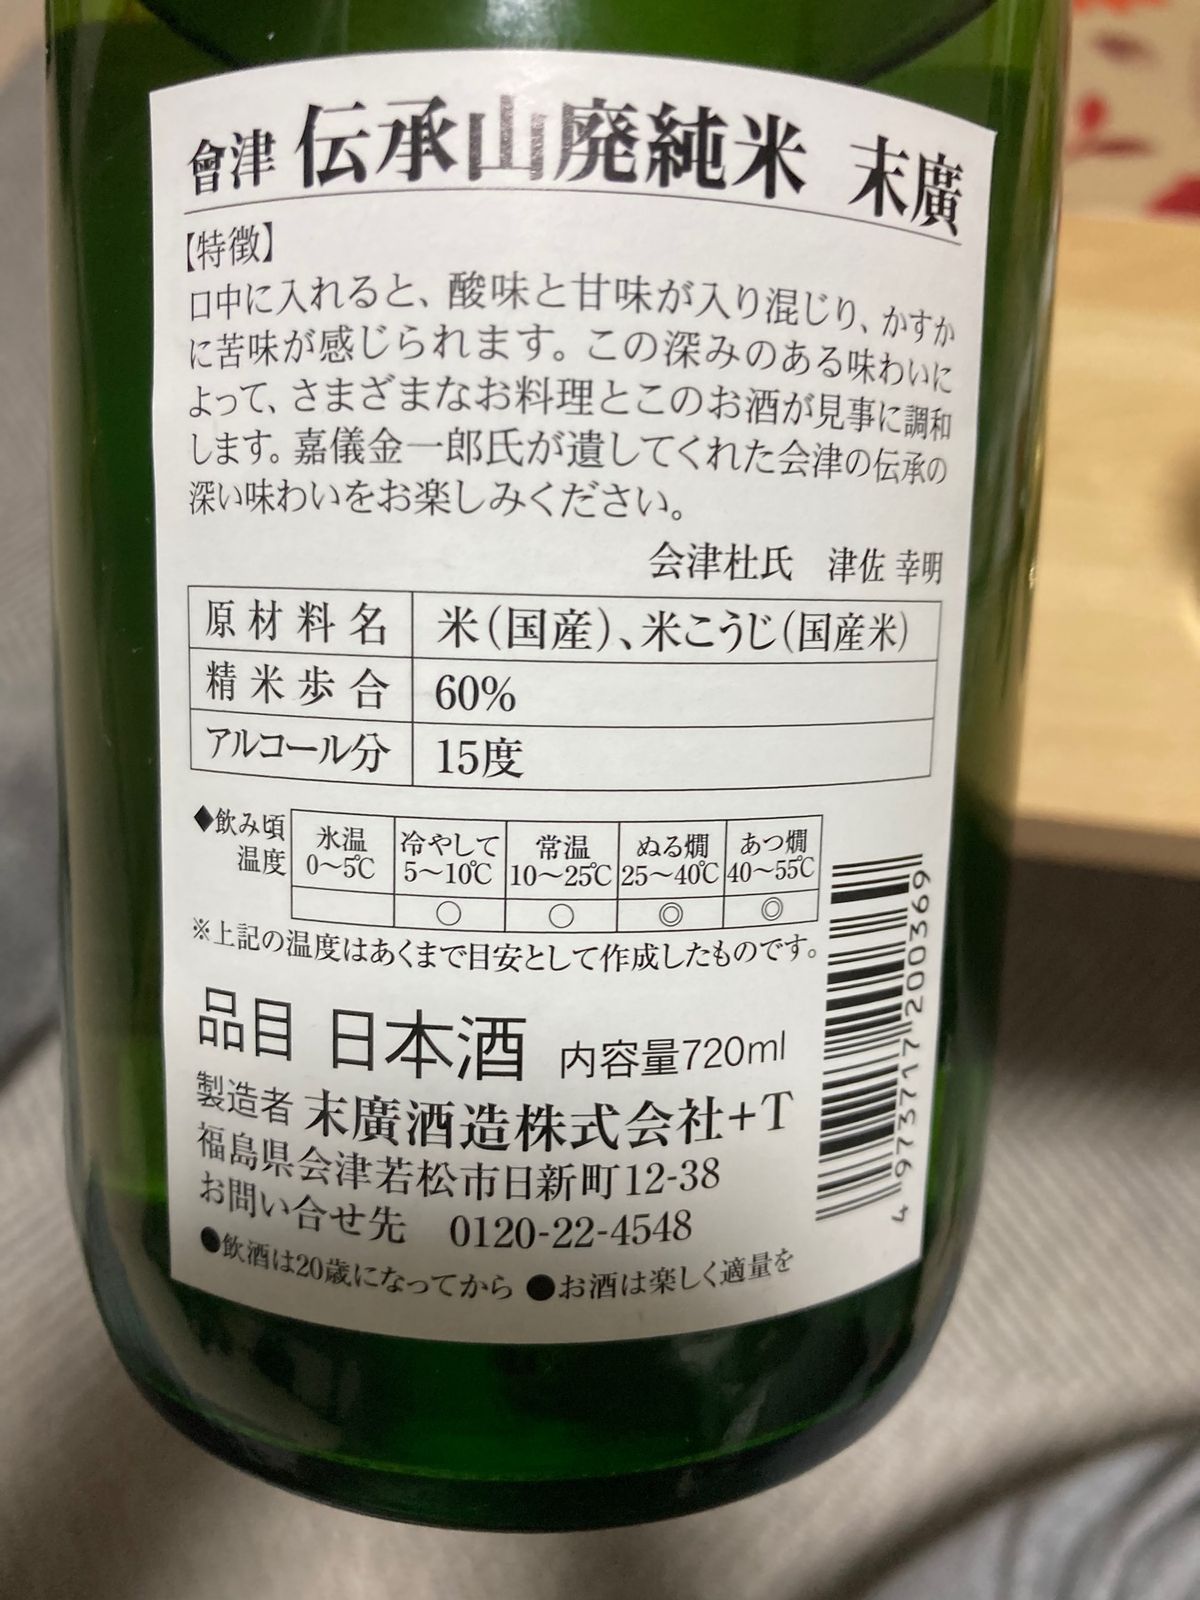 會津 伝承山廃純米 末廣
【特徴】
口中に入れると、酸味と甘味が入り混じり、かすか
に苦味が感じられます。この深みのある味わいに
よって、さまざまなお料理とこのお酒が見事に調和
します。嘉儀金一郎氏が遺してくれた会津の伝承の
深い味わいをお楽しみください。
会津杜氏 津佐 幸明
原材料名 米（国産）、米こうじ（国産米）
精米歩合 60%
アルコール分 15度
◆飲み頃温度
氷温 冷やして 常温 ぬる燗 あつ燗
0〜5℃ 5〜10℃ 10〜25℃ 25〜40℃ 40〜55℃
○ ○ ◎ ◎
※上記の温度はあくまで目安として作成したものです。
品目 日本酒 内容量720ml
製造者 末廣酒造株式会社+T
福島県会津若松市日新町12-38
お問い合せ先 0120-22-4548
●飲酒は20歳になってから ●お酒は楽しく適量を
4 973717 200369